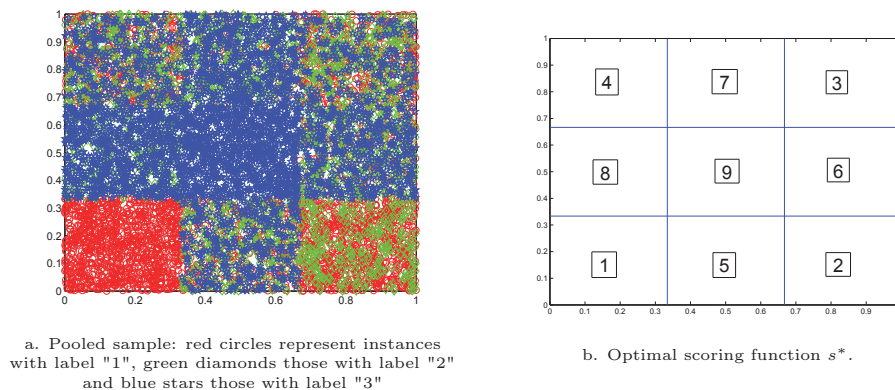 1
0.9
0.8
0.7
0.6
0.5
0.4
0.3
0.2
0.1
0
0 0.2 0.4 0.6 0.8 1
a. Pooled sample: red circles represent instances
with label "1", green diamonds those with label "2"
and blue stars those with label "3"
1
0.9
0.8
0.7
0.6
0.5
0.4
0.3
0.2
0.1
0
4 7 3
8 9 6
1 5 2
0 0.1 0.2 0.3 0.4 0.5 0.6 0.7 0.8 0.9
b. Optimal scoring function s*.